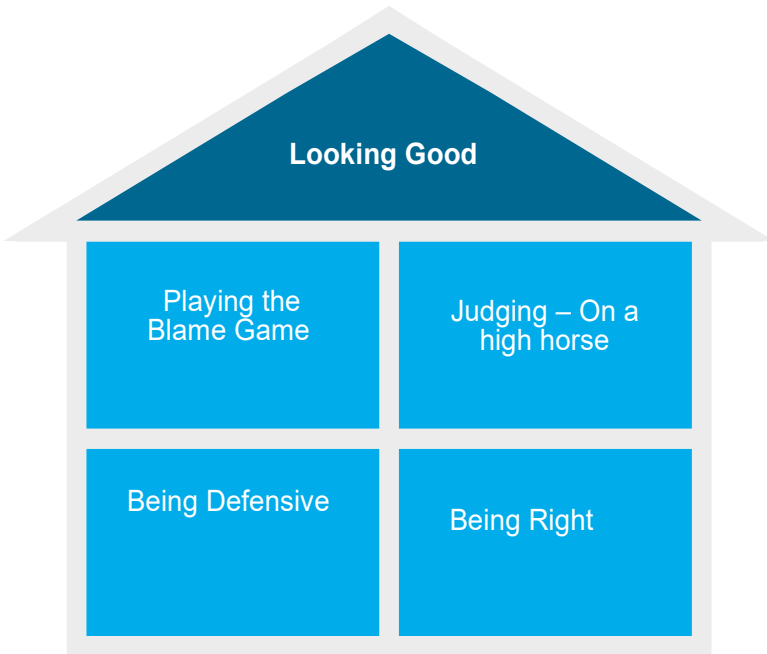 Looking Good
Playing the
Blame Game
Judging – On a
high horse
Being Defensive
Being Right